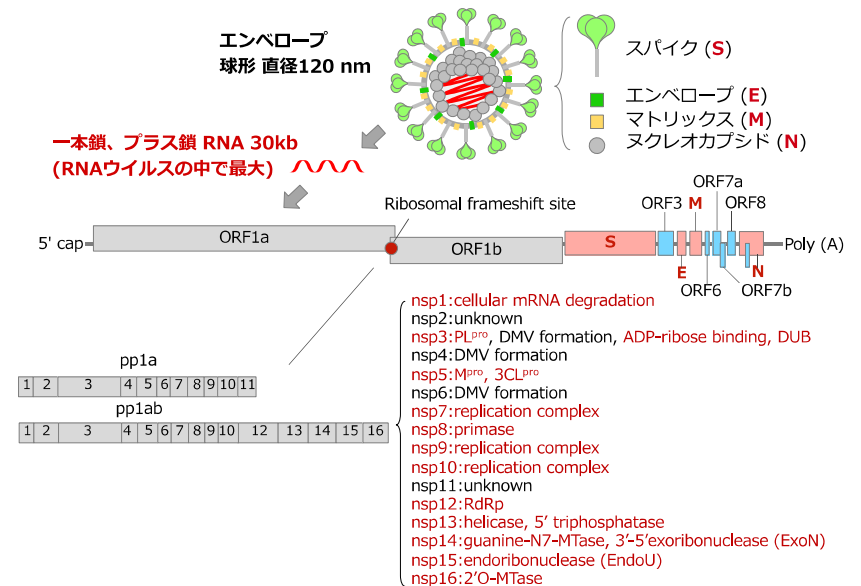 エンベロープ
球形 直径120 nm
スパイク (S)
エンベロープ (E)
マトリックス (M)
ヌクレオカプシド (N)
一本鎖、プラス鎖 RNA 30kb
(RNAウイルスの中で最大)
Ribosomal frameshift site
5' cap
ORF1a
ORF1b
S
ORF3
E
M
ORF6
ORF7a
ORF7b
ORF8
N
Poly (A)
pp1a
1 2 3 4 5 6 7 8 9 10 11
pp1ab
1 2 3 4 5 6 7 8 9 10 12 13 14 15 16
nsp1:cellular mRNA degradation
nsp2:unknown
nsp3:PLpro, DMV formation, ADP-ribose binding, DUB
nsp4:DMV formation
nsp5:Mpro, 3CLpro
nsp6:DMV formation
nsp7:replication complex
nsp8:primase
nsp9:replication complex
nsp10:replication complex
nsp11:unknown
nsp12:RdRp
nsp13:helicase, 5' triphosphatase
nsp14:guanine-N7-MTase, 3'-5'exoribonuclease (ExoN)
nsp15:endoribonuclease (EndoU)
nsp16:2'O-MTase